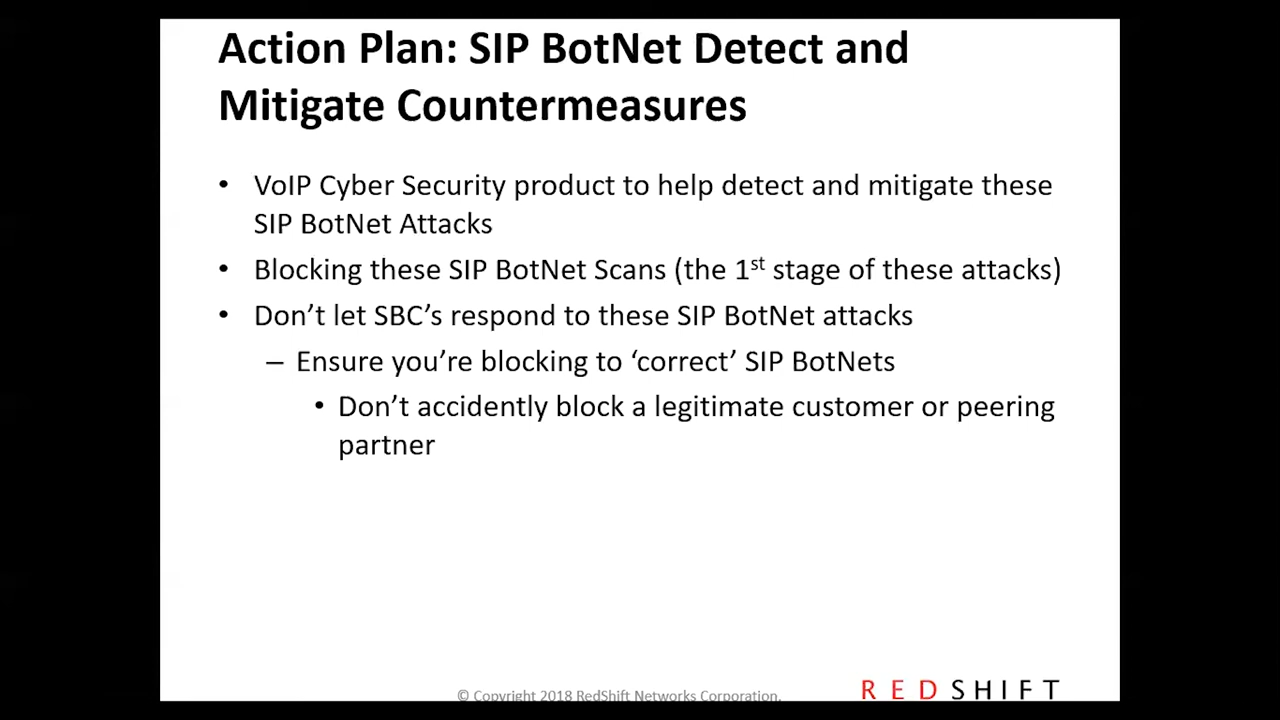 Action Plan: SIP BotNet Detect and
Mitigate Countermeasures
• VoIP Cyber Security product to help detect and mitigate these
SIP BotNet Attacks
• Blocking these SIP BotNet Scans (the 1st stage of these attacks)
• Don’t let SBC’s respond to these SIP BotNet attacks
– Ensure you’re blocking to ‘correct’ SIP BotNets
• Don’t accidently block a legitimate customer or peering
partner
© Copyright 2018 RedShift Networks Corporation.
REDSHIFT